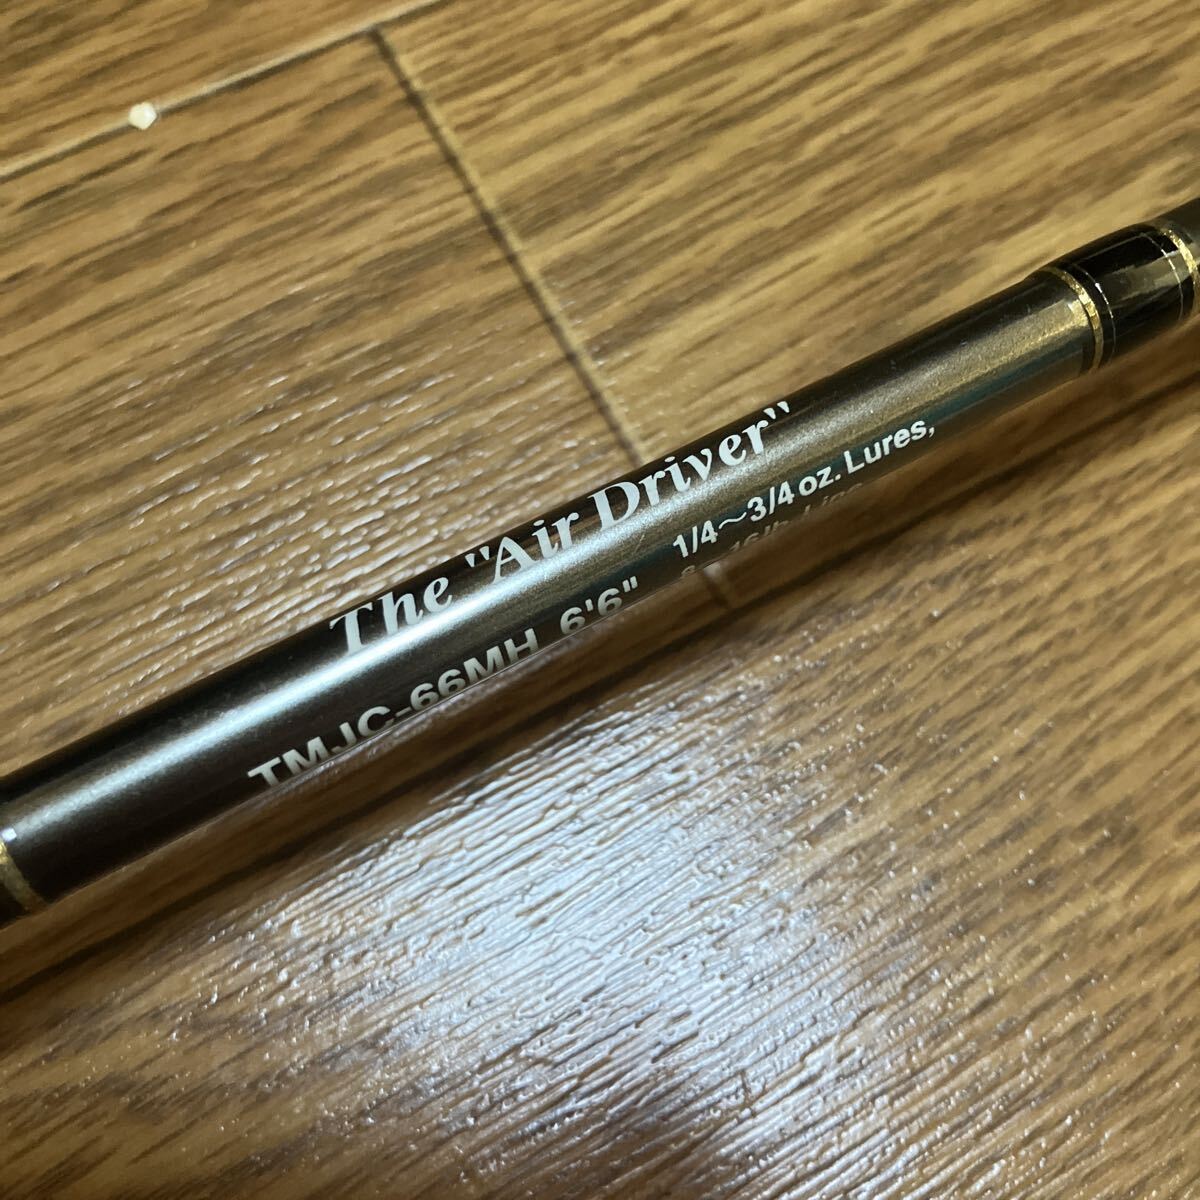 The "Air Driver"
TMJC-66MH 6'6" 1/4～3/4 oz. Lures,